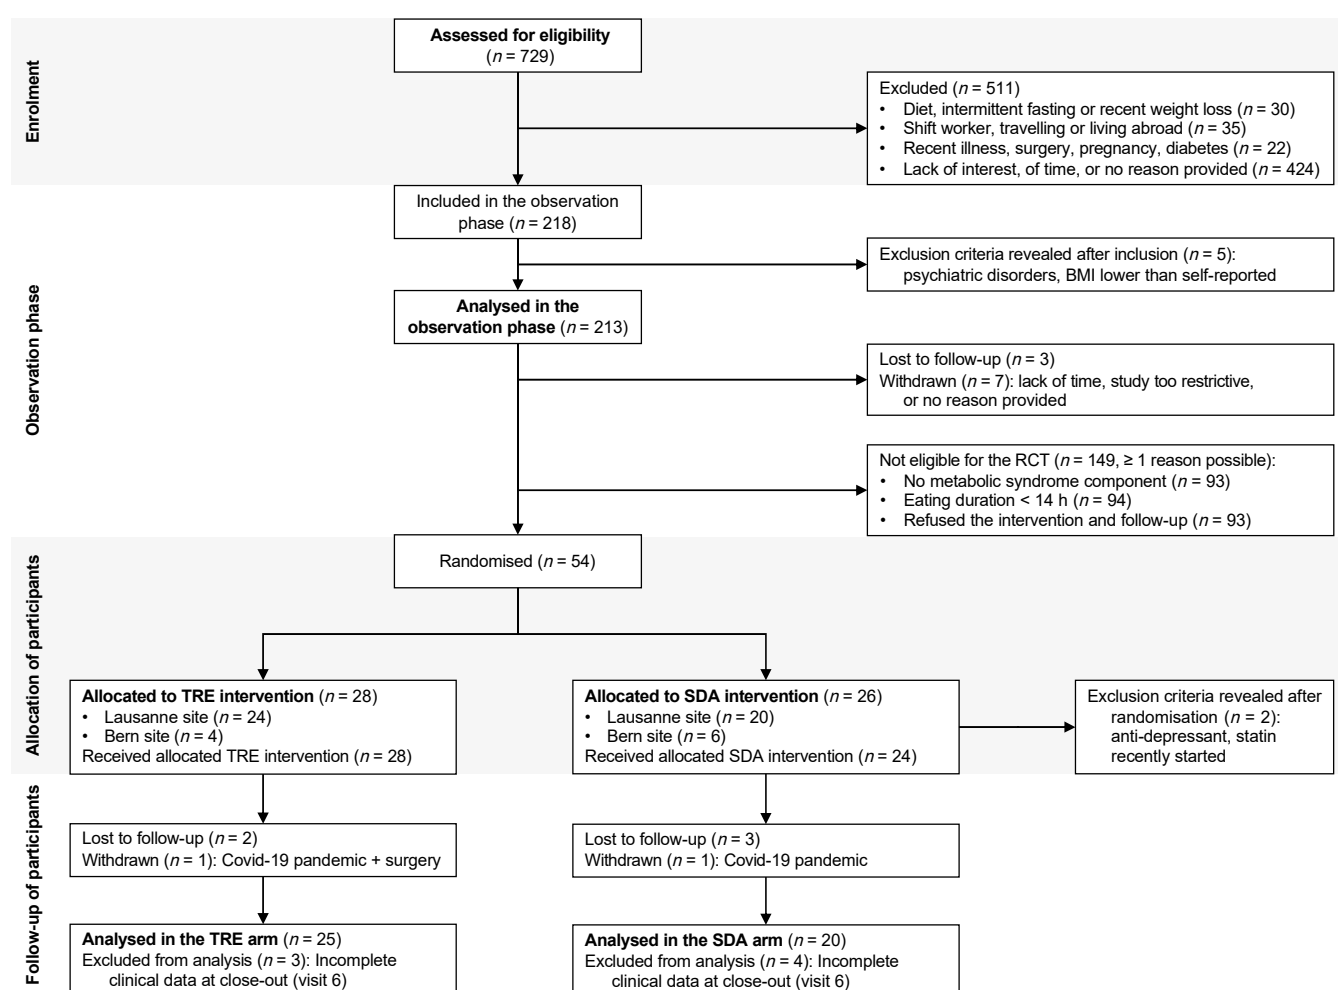 Enrolment
Assessed for eligibility
(n = 729)
Excluded (n = 511)
• Diet, intermittent fasting or recent weight loss (n = 30)
• Shift worker, travelling or living abroad (n = 35)
• Recent illness, surgery, pregnancy, diabetes (n = 22)
• Lack of interest, of time, or no reason provided (n = 424)
Observation phase
Included in the observation
phase (n = 218)
Exclusion criteria revealed after inclusion (n = 5):
psychiatric disorders, BMI lower than self-reported
Analysed in the
observation phase (n = 213)
Lost to follow-up (n = 3)
Withdrawn (n = 7): lack of time, study too restrictive,
or no reason provided
Not eligible for the RCT (n = 149, ≥ 1 reason possible):
• No metabolic syndrome component (n = 93)
• Eating duration < 14 h (n = 94)
• Refused the intervention and follow-up (n = 93)
Allocation of participants
Randomised (n = 54)
Allocated to TRE intervention (n = 28)
• Lausanne site (n = 24)
• Bern site (n = 4)
Received allocated TRE intervention (n = 28)
Allocated to SDA intervention (n = 26)
• Lausanne site (n = 20)
• Bern site (n = 6)
Received allocated SDA intervention (n = 24)
Exclusion criteria revealed after
randomisation (n = 2):
anti-depressant, statin
recently started
Follow-up of participants
Lost to follow-up (n = 2)
Withdrawn (n = 1): Covid-19 pandemic + surgery
Lost to follow-up (n = 3)
Withdrawn (n = 1): Covid-19 pandemic
Analysed in the TRE arm (n = 25)
Excluded from analysis (n = 3): Incomplete
clinical data at close-out (visit 6)
Analysed in the SDA arm (n = 20)
Excluded from analysis (n = 4): Incomplete
clinical data at close-out (visit 6)